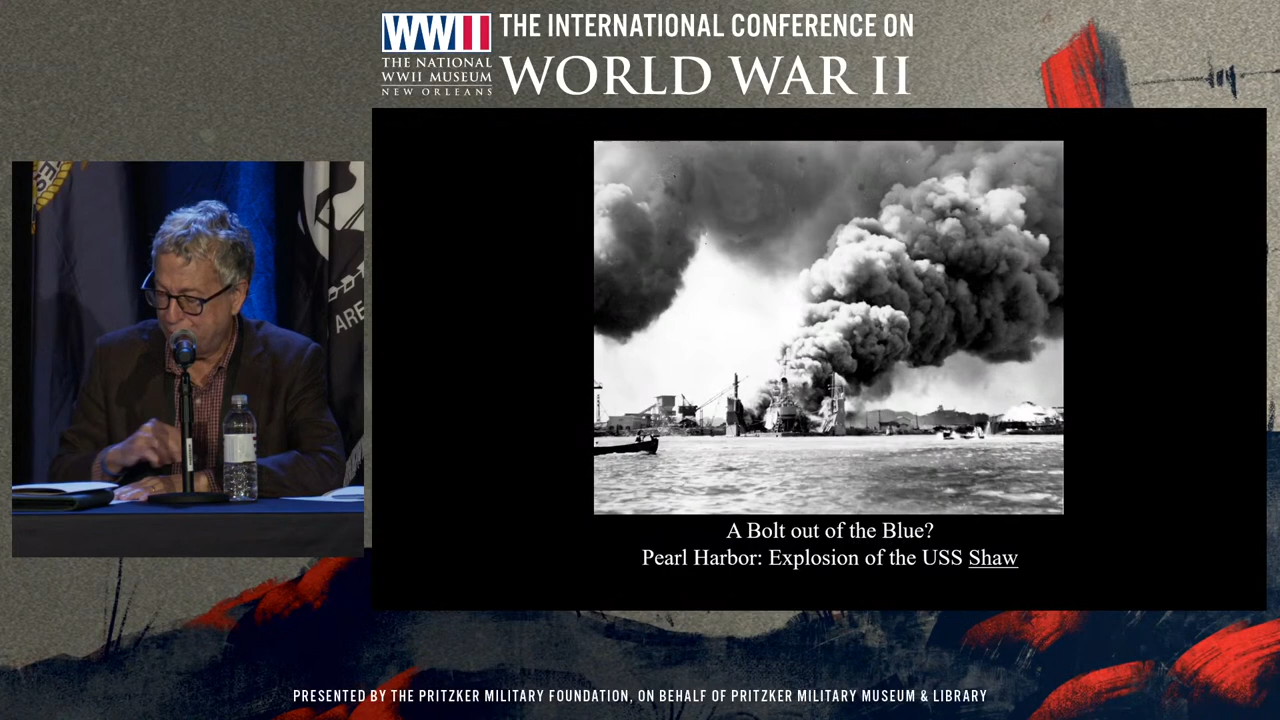 WWII
THE NATIONAL
WWII MUSEUM
NEW ORLEANS
THE INTERNATIONAL CONFERENCE ON
WORLD WAR II
ARE
A Bolt out of the Blue?
Pearl Harbor: Explosion of the USS Shaw
PRESENTED BY THE PRITZKER MILITARY FOUNDATION, ON BEHALF OF PRITZKER MILITARY MUSEUM & LIBRARY